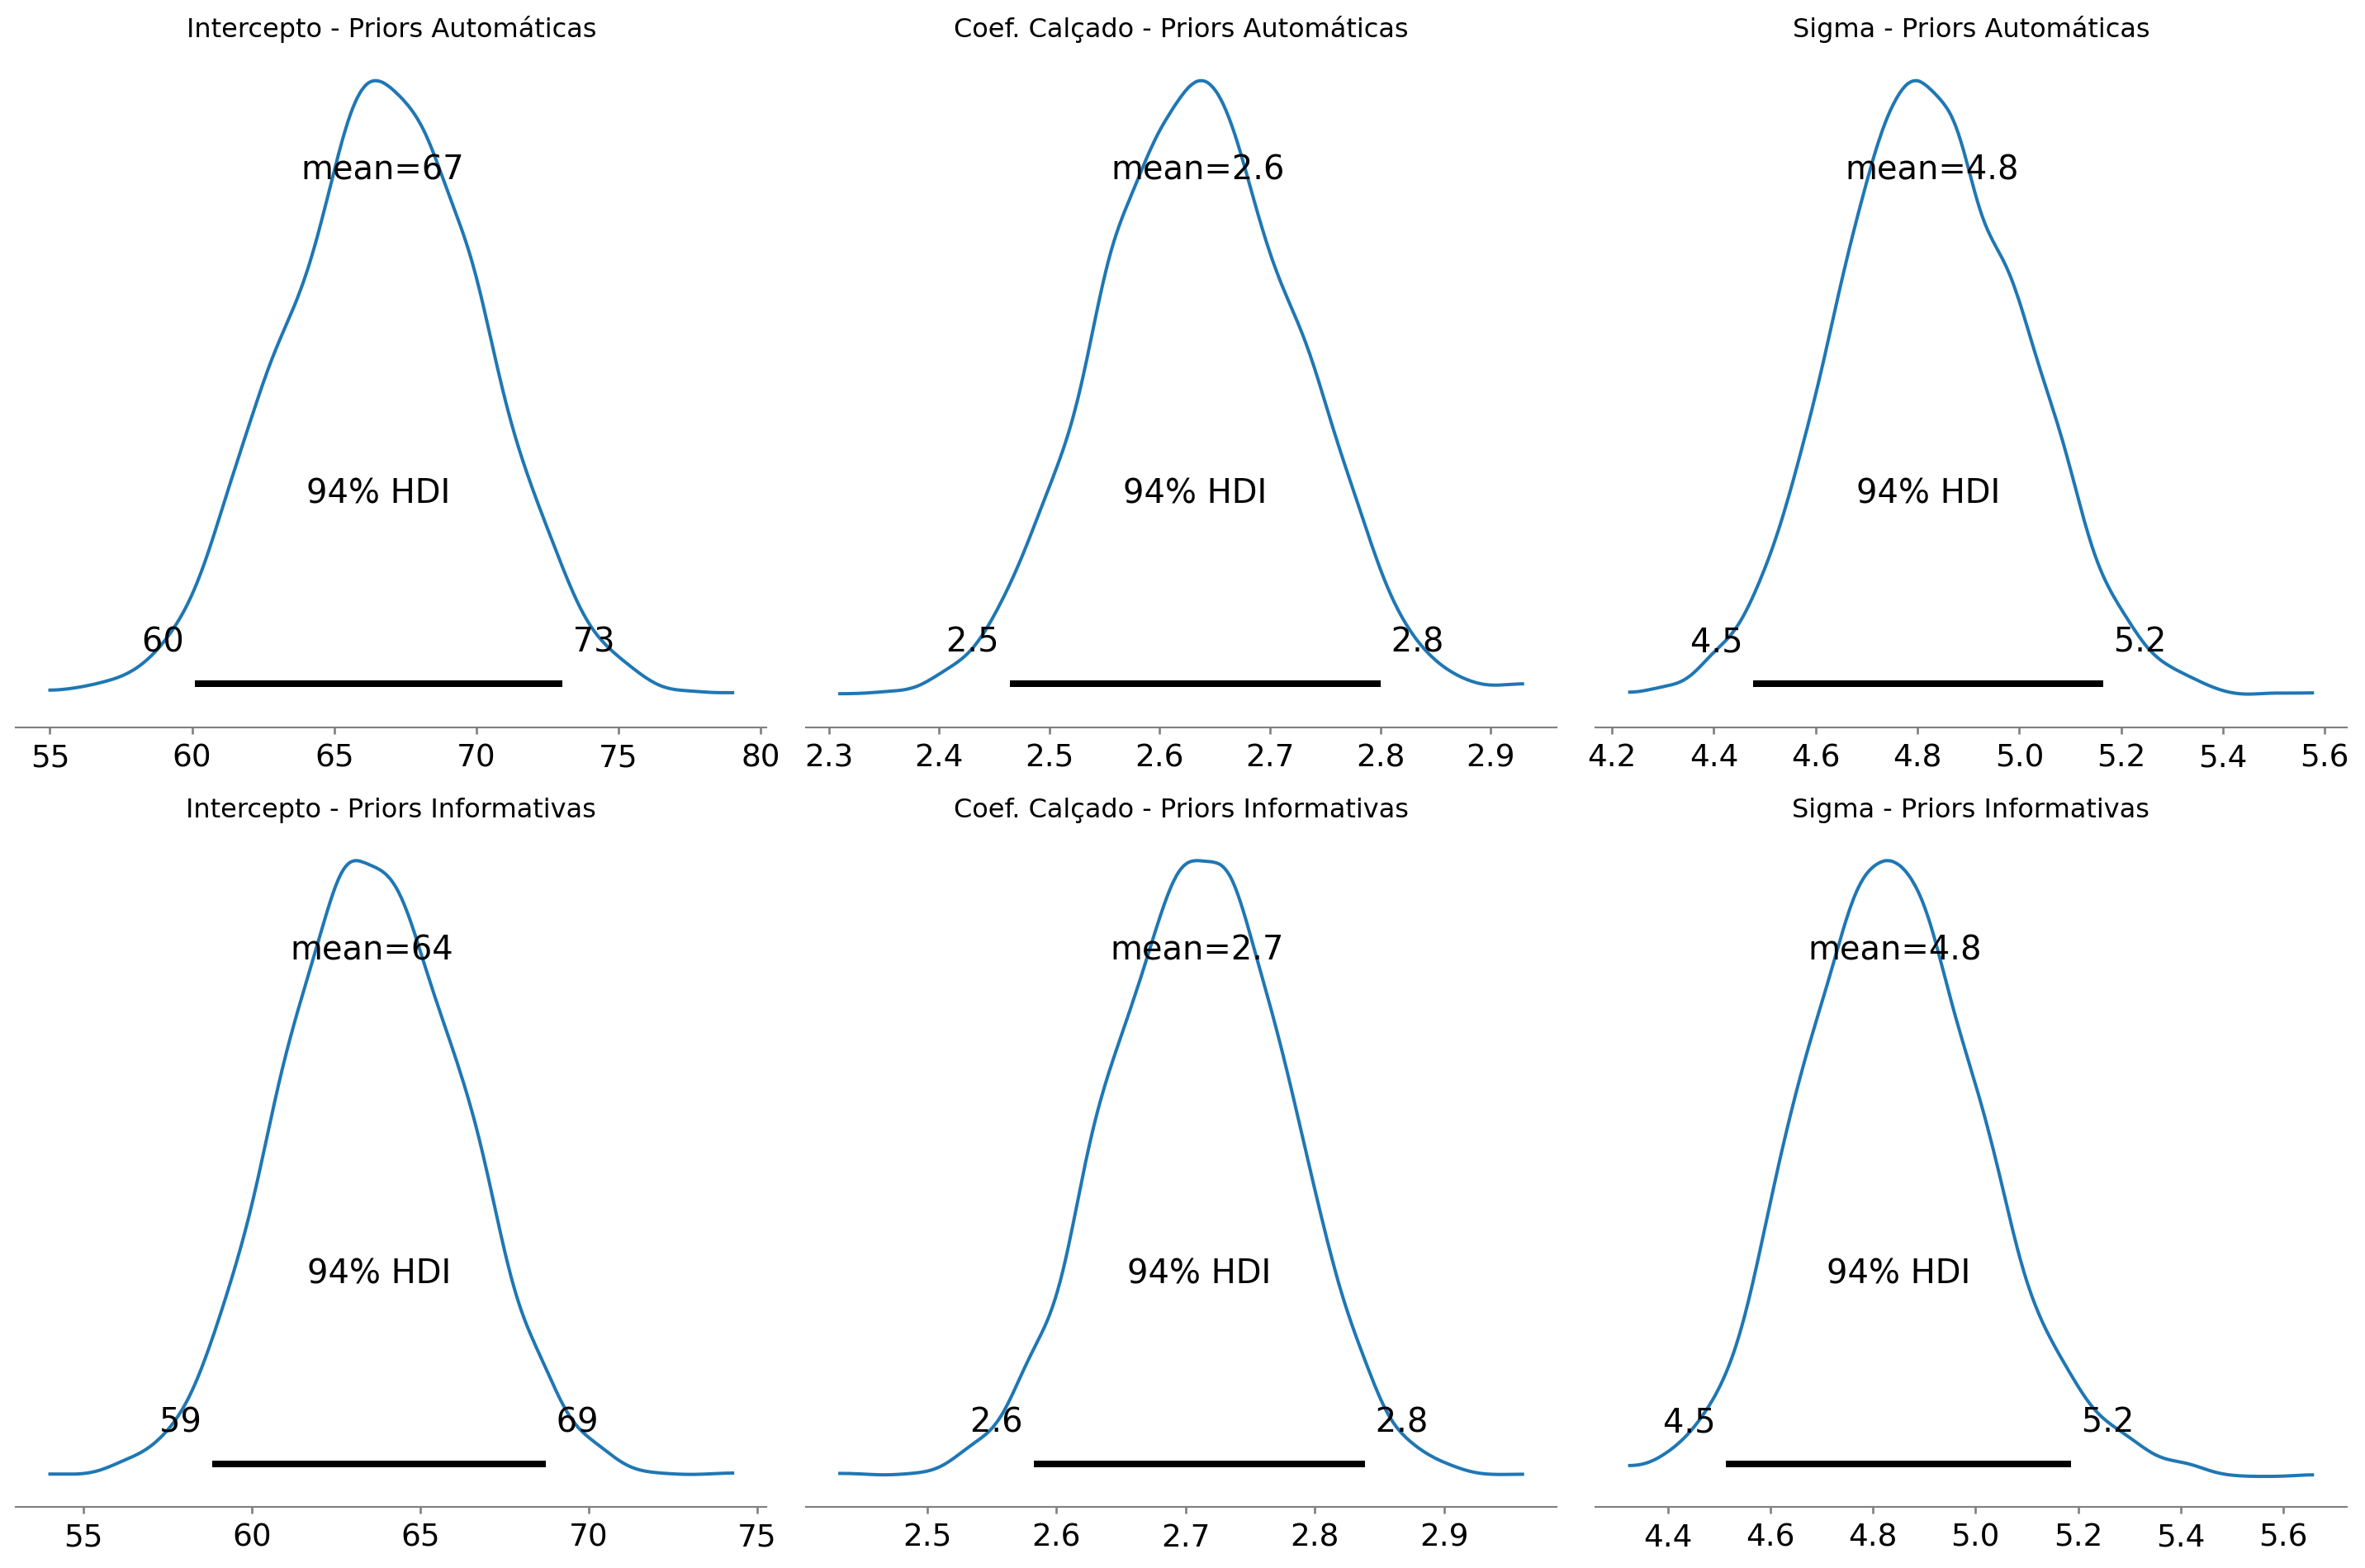 Intercepto - Priors Automáticas
mean=67
94% HDI
60
73
55 60 65 70 75 80
Coef. Calçado - Priors Automáticas
mean=2.6
94% HDI
2.5
2.8
2.3 2.4 2.5 2.6 2.7 2.8 2.9
Sigma - Priors Automáticas
mean=4.8
94% HDI
4.5
5.2
4.2 4.4 4.6 4.8 5.0 5.2 5.4 5.6
Intercepto - Priors Informativas
mean=64
94% HDI
59
69
55 60 65 70 75
Coef. Calçado - Priors Informativas
mean=2.7
94% HDI
2.6
2.8
2.5 2.6 2.7 2.8 2.9
Sigma - Priors Informativas
mean=4.8
94% HDI
4.5
5.2
4.4 4.6 4.8 5.0 5.2 5.4 5.6